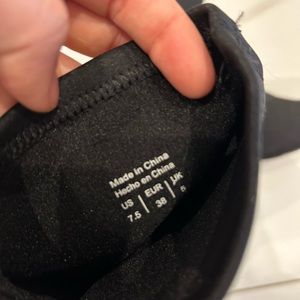 Made in China
Hecho en China
US | EUR | UK
7.5 | 38 | 5